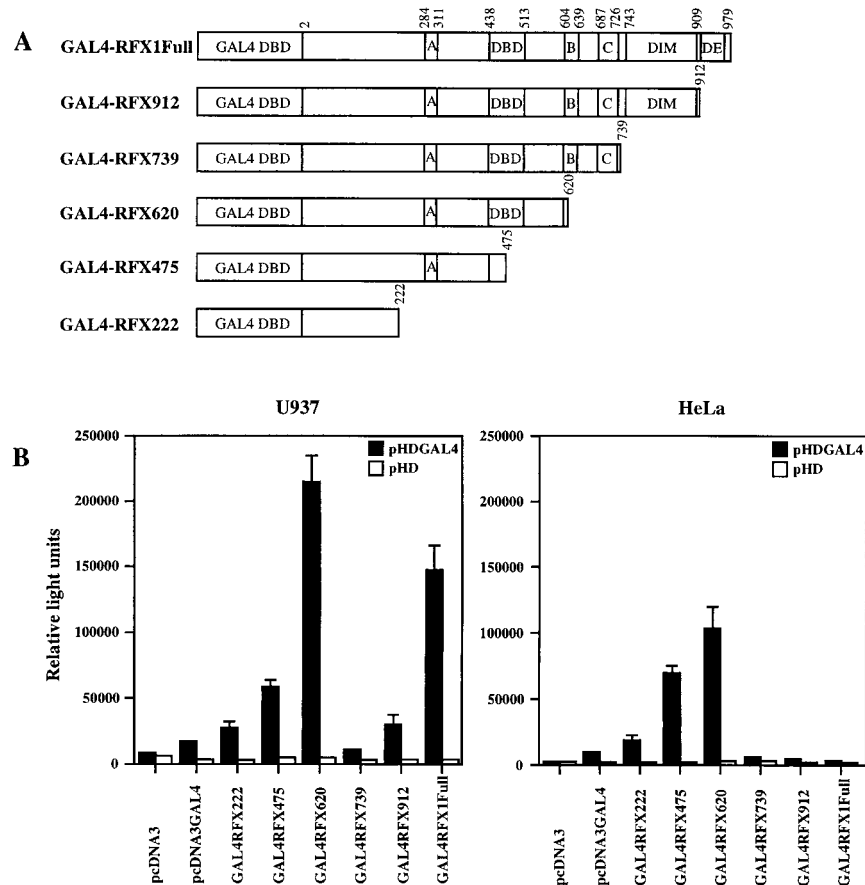 A
2 284 311 438 513 604 639 687 726 743 909 979
GAL4-RFX1Full GAL4 DBD A DBD B C DIM DE
912
GAL4-RFX912 GAL4 DBD A DBD B C DIM
739
GAL4-RFX739 GAL4 DBD A DBD B C
620
GAL4-RFX620 GAL4 DBD A DBD
475
GAL4-RFX475 GAL4 DBD A
222
GAL4-RFX222 GAL4 DBD
B
U937
Relative light units
250000
200000
150000
100000
50000
0
pHDGAL4
pHD
pcDNA3
pcDNA3GAL4
GAL4RFX222
GAL4RFX475
GAL4RFX620
GAL4RFX739
GAL4RFX912
GAL4RFX1Full
HeLa
250000
200000
150000
100000
50000
0
pHDGAL4
pHD
pcDNA3
pcDNA3GAL4
GAL4RFX222
GAL4RFX475
GAL4RFX620
GAL4RFX739
GAL4RFX912
GAL4RFX1Full